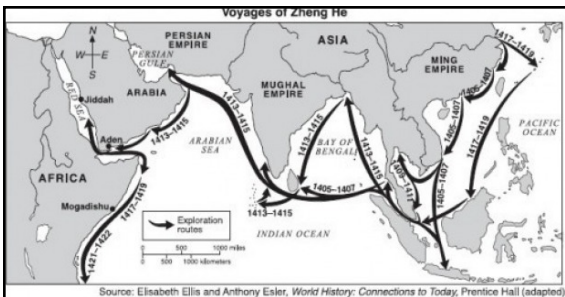 Voyages of Zheng He
N
W E
S
PERSIAN
EMPIRE
PERSIAN
GULF
ASIA
1417–1419
MING
EMPIRE
1405–1407
RED SEA
Jiddah
ARABIA
MUGHAL
EMPIRE
1413–1415
1413–1415
1405–1407
1417–1419
PACIFIC
OCEAN
Aden
1413–1415
ARABIAN
SEA
BAY OF
BENGAL
1413–1415
1409–1411
1405–1407
AFRICA
Mogadishu
1417–1419
1405–1407
1413–1415
1421–1422
Exploration
routes
0 500 1000 miles
0 500 1000 kilometers
INDIAN OCEAN
Source: Elisabeth Ellis and Anthony Esler, World History: Connections to Today, Prentice Hall (adapted)